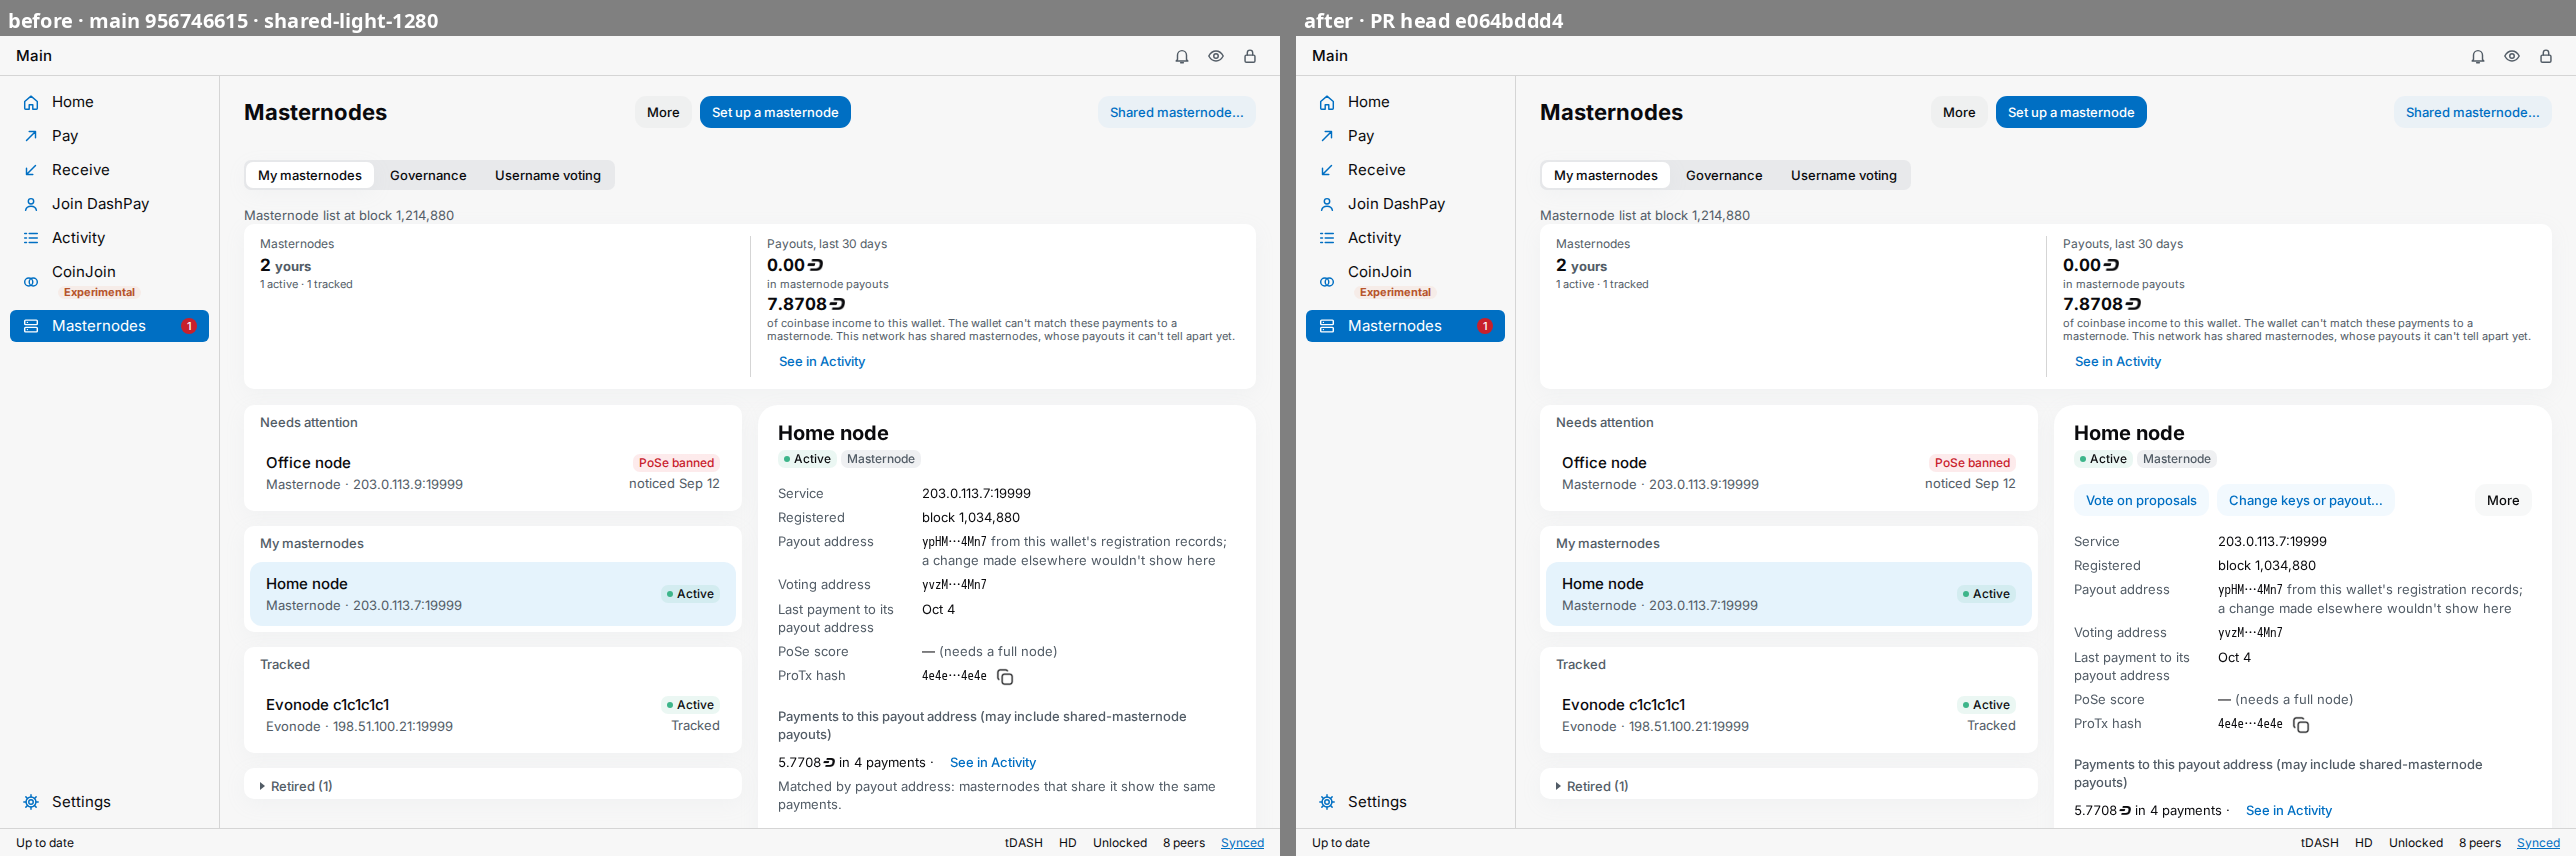 before · main 956746615 · shared-light-1280
Main
Home
Pay
Receive
Join DashPay
Activity
CoinJoin
Experimental
Masternodes 1
Settings
Masternodes
More
Set up a masternode
Shared masternode...
My masternodes
Governance
Username voting
Masternode list at block 1,214,880
Masternodes
2 yours
1 active · 1 tracked
Payouts, last 30 days
0.00
in masternode payouts
7.8708
of coinbase income to this wallet. The wallet can't match these payments to a
masternode. This network has shared masternodes, whose payouts it can't tell apart yet.
See in Activity
Needs attention
Office node
PoSe banned
Masternode · 203.0.113.9:19999
noticed Sep 12
My masternodes
Home node
Active
Masternode · 203.0.113.7:19999
Tracked
Evonode c1c1c1c1
Active
Evonode · 198.51.100.21:19999
Tracked
Retired (1)
Home node
Active
Masternode
Service 203.0.113.7:19999
Registered block 1,034,880
Payout address ypHM···4Mn7 from this wallet's registration records;
a change made elsewhere wouldn't show here
Voting address yvzM···4Mn7
Last payment to its Oct 4
payout address
PoSe score — (needs a full node)
ProTx hash 4e4e···4e4e
Payments to this payout address (may include shared-masternode
payouts)
5.7708 in 4 payments · See in Activity
Matched by payout address: masternodes that share it show the same
payments.
Up to date
tDASH HD Unlocked 8 peers Synced
after · PR head e064bddd4
Main
Home
Pay
Receive
Join DashPay
Activity
CoinJoin
Experimental
Masternodes 1
Settings
Masternodes
More
Set up a masternode
Shared masternode...
My masternodes
Governance
Username voting
Masternode list at block 1,214,880
Masternodes
2 yours
1 active · 1 tracked
Payouts, last 30 days
0.00
in masternode payouts
7.8708
of coinbase income to this wallet. The wallet can't match these payments to a
masternode. This network has shared masternodes, whose payouts it can't tell apart yet.
See in Activity
Needs attention
Office node
PoSe banned
Masternode · 203.0.113.9:19999
noticed Sep 12
My masternodes
Home node
Active
Masternode · 203.0.113.7:19999
Tracked
Evonode c1c1c1c1
Active
Evonode · 198.51.100.21:19999
Tracked
Retired (1)
Home node
Active
Masternode
Vote on proposals
Change keys or payout...
More
Service 203.0.113.7:19999
Registered block 1,034,880
Payout address ypHM···4Mn7 from this wallet's registration records;
a change made elsewhere wouldn't show here
Voting address yvzM···4Mn7
Last payment to its Oct 4
payout address
PoSe score — (needs a full node)
ProTx hash 4e4e···4e4e
Payments to this payout address (may include shared-masternode
payouts)
5.7708 in 4 payments · See in Activity
Up to date
tDASH HD Unlocked 8 peers Synced